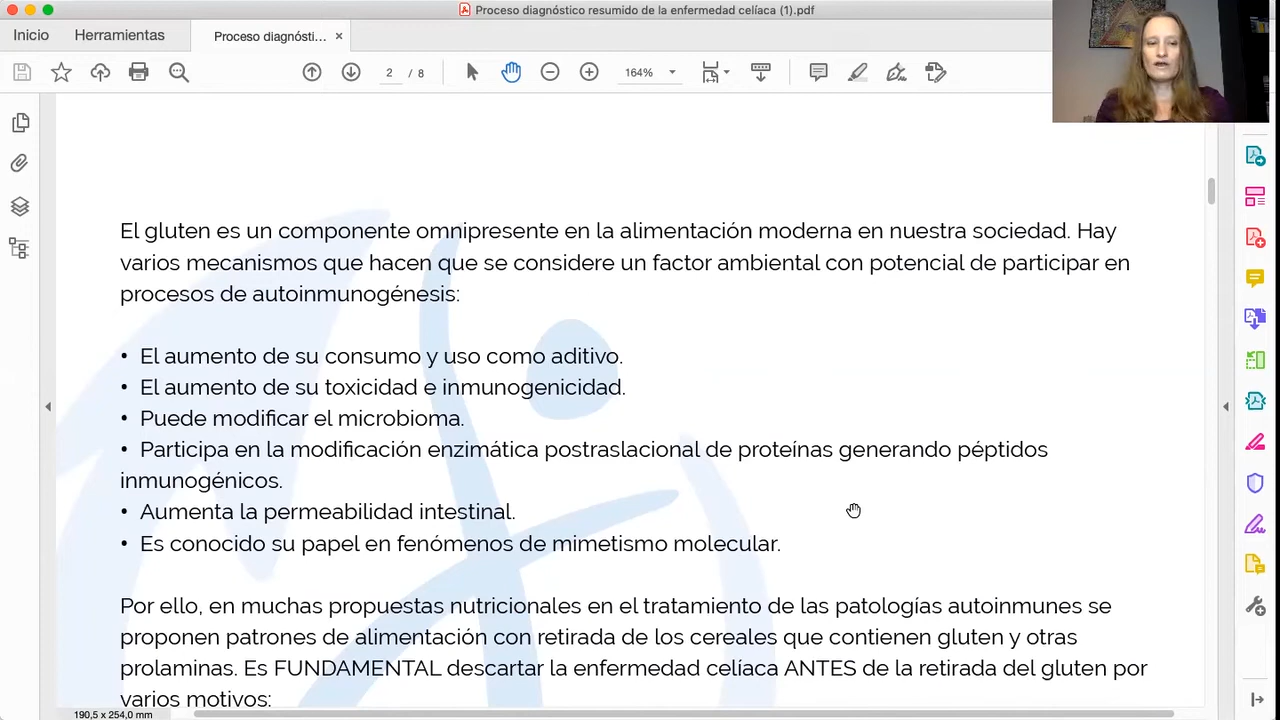 Proceso diagnóstico resumido de la enfermedad celíaca (1).pdf
Inicio
Herramientas
Proceso diagnósti... ×
2 / 8
164%
El gluten es un componente omnipresente en la alimentación moderna en nuestra sociedad. Hay
varios mecanismos que hacen que se considere un factor ambiental con potencial de participar en
procesos de autoinmunogénesis:
• El aumento de su consumo y uso como aditivo.
• El aumento de su toxicidad e inmunogenicidad.
• Puede modificar el microbioma.
• Participa en la modificación enzimática postraslacional de proteínas generando péptidos
inmunogénicos.
• Aumenta la permeabilidad intestinal.
• Es conocido su papel en fenómenos de mimetismo molecular.
Por ello, en muchas propuestas nutricionales en el tratamiento de las patologías autoinmunes se
proponen patrones de alimentación con retirada de los cereales que contienen gluten y otras
prolaminas. Es FUNDAMENTAL descartar la enfermedad celíaca ANTES de la retirada del gluten por
varios motivos:
190,5 x 254,0 mm